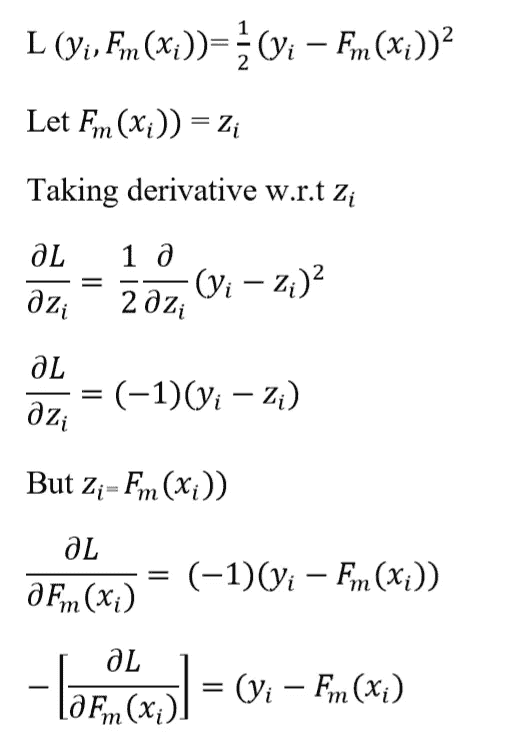 L (yᵢ, Fₘ(xᵢ))=½(yᵢ − Fₘ(xᵢ))²
Let Fₘ(xᵢ)) = zᵢ
Taking derivative w.r.t zᵢ
∂L/∂zᵢ = 1/2 ∂/∂zᵢ (yᵢ − zᵢ)²
∂L/∂zᵢ = (−1)(yᵢ − zᵢ)
But zᵢ= Fₘ(xᵢ))
∂L/∂Fₘ(xᵢ) = (−1)(yᵢ − Fₘ(xᵢ))
−[∂L/∂Fₘ(xᵢ)] = (yᵢ − Fₘ(xᵢ)